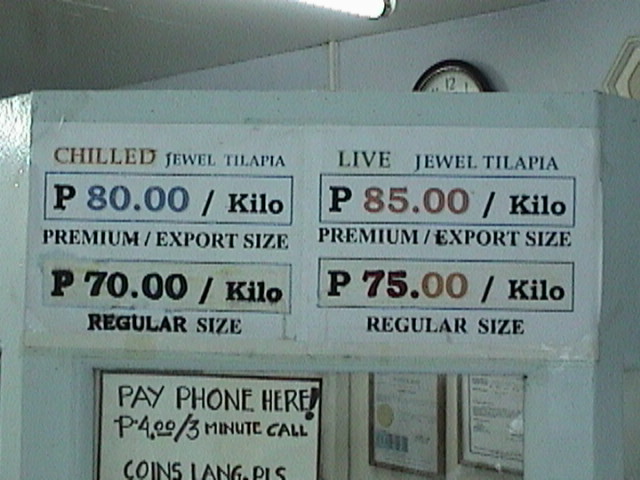 12
CHILLED JEWEL TILAPIA
P 80.00 / Kilo
PREMIUM / EXPORT SIZE
P 70.00 / Kilo
REGULAR SIZE
LIVE JEWEL TILAPIA
P 85.00 / Kilo
PREMIUM / EXPORT SIZE
P 75.00 / Kilo
REGULAR SIZE
PAY PHONE HERE!
P 4.00/3 MINUTE CALL
COINS LANG. PLS